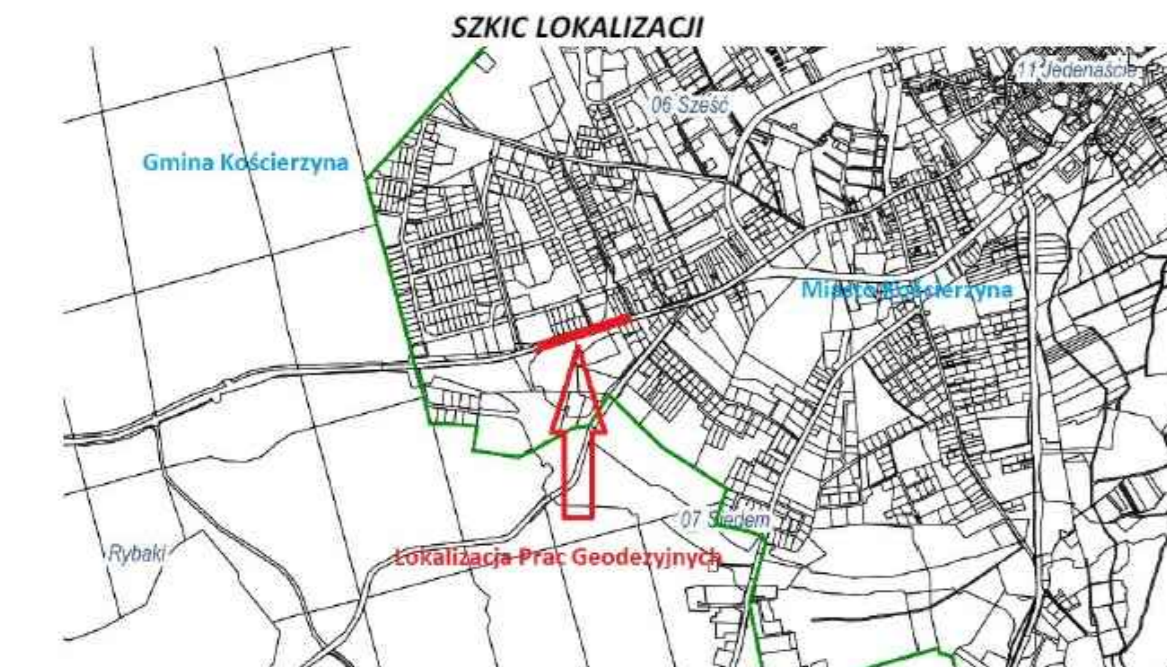 SZKIC LOKALIZACJI
11 Jedenaście
06 Sześć
Gmina Kościerzyna
Miasto Kościerzyna
07 Siedem
Rybaki
Lokalizacja Prac Geodezyjnych